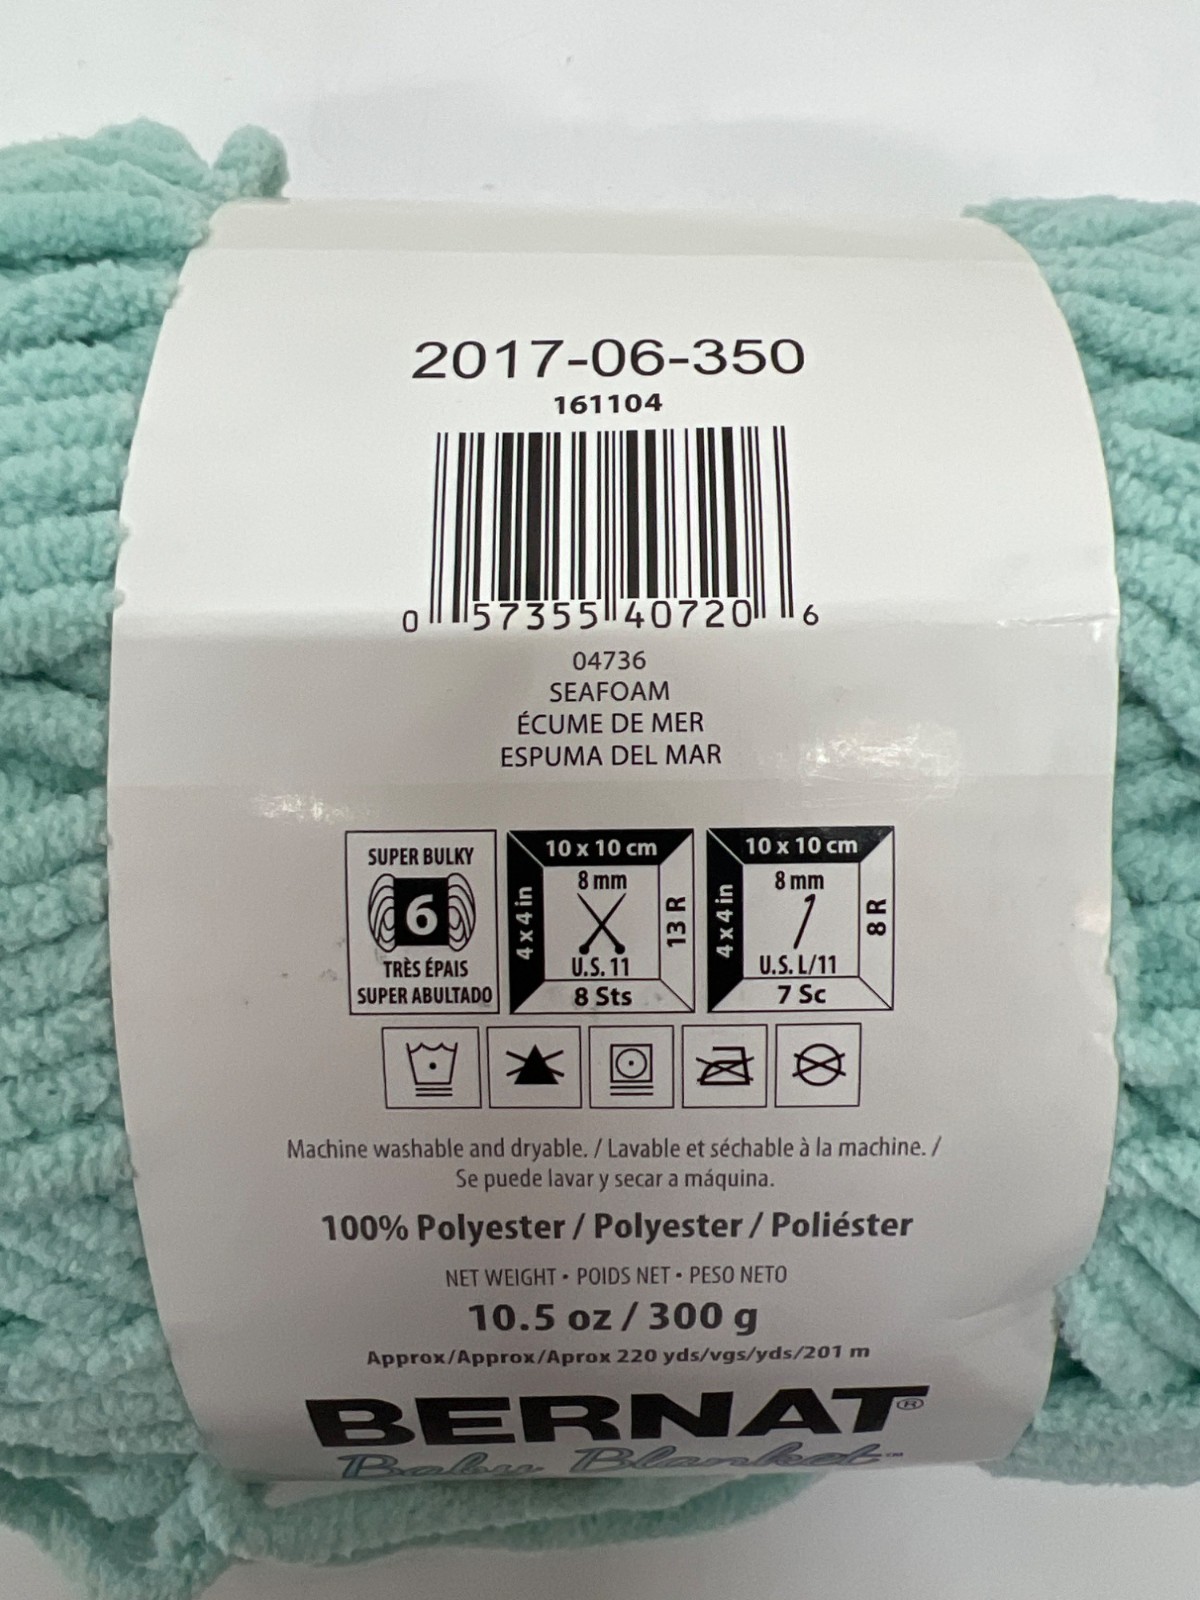 2017-06-350
161104
0 57355 40720 6
04736
SEAFOAM
ÉCUME DE MER
ESPUMA DEL MAR
SUPER BULKY
6
TRÈS ÉPAIS
SUPER ABULTADO
10 x 10 cm
4 x 4 in
8 mm
13 R
U.S. 11
8 Sts
10 x 10 cm
4 x 4 in
8 mm
8 R
U.S. L/11
7 Sc
Machine washable and dryable. / Lavable et séchable à la machine. /
Se puede lavar y secar a máquina.
100% Polyester / Polyester / Poliéster
NET WEIGHT • POIDS NET • PESO NETO
10.5 oz / 300 g
Approx/Approx/Aprox 220 yds/vgs/yds/201 m
BERNAT®
Baby Blanket™